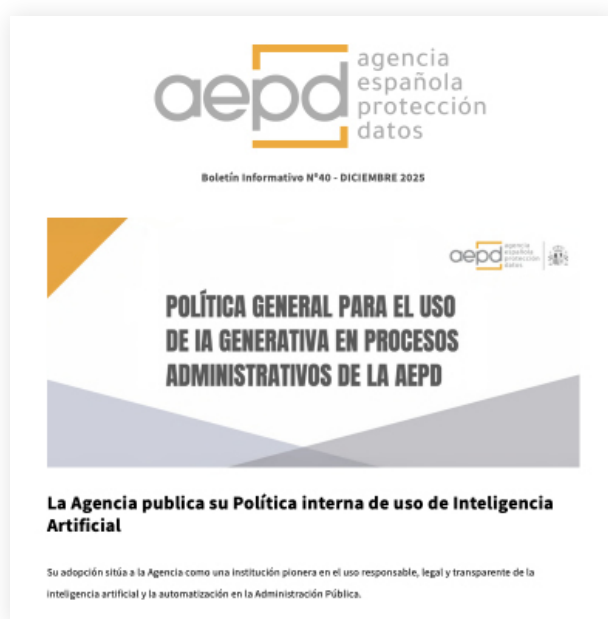 aepd
agencia
española
protección
datos
Boletín Informativo Nº40 - DICIEMBRE 2025
aepd
agencia
española
protección
datos
POLÍTICA GENERAL PARA EL USO
DE IA GENERATIVA EN PROCESOS
ADMINISTRATIVOS DE LA AEPD
La Agencia publica su Política interna de uso de Inteligencia
Artificial
Su adopción sitúa a la Agencia como una institución pionera en el uso responsable, legal y transparente de la
inteligencia artificial y la automatización en la Administración Pública.